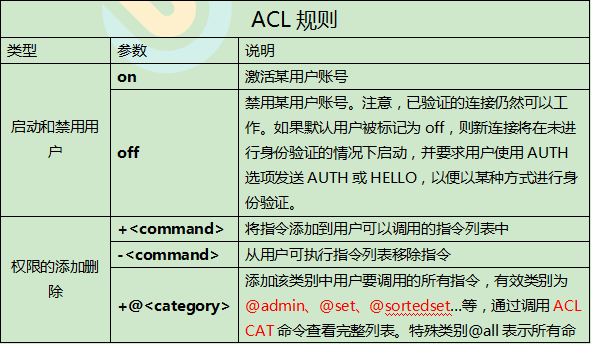 ACL 规则
类型 参数 说明
启动和禁用用户
on 激活某用户账号
off
禁用某用户账号。注意，已验证的连接仍然可以工
作。如果默认用户被标记为 off，则新连接将在未进
行身份验证的情况下启动，并要求用户使用 AUTH
选项发送 AUTH 或 HELLO，以便以某种方式进行身
份验证。
权限的添加删除
+<command> 将指令添加到用户可以调用的指令列表中
-<command> 从用户可执行指令列表移除指令
+@<category>
添加该类别中用户要调用的所有指令，有效类别为
@admin、@set、@sortedset...等，通过调用 ACL
CAT 命令查看完整列表。特殊类别@all 表示所有命